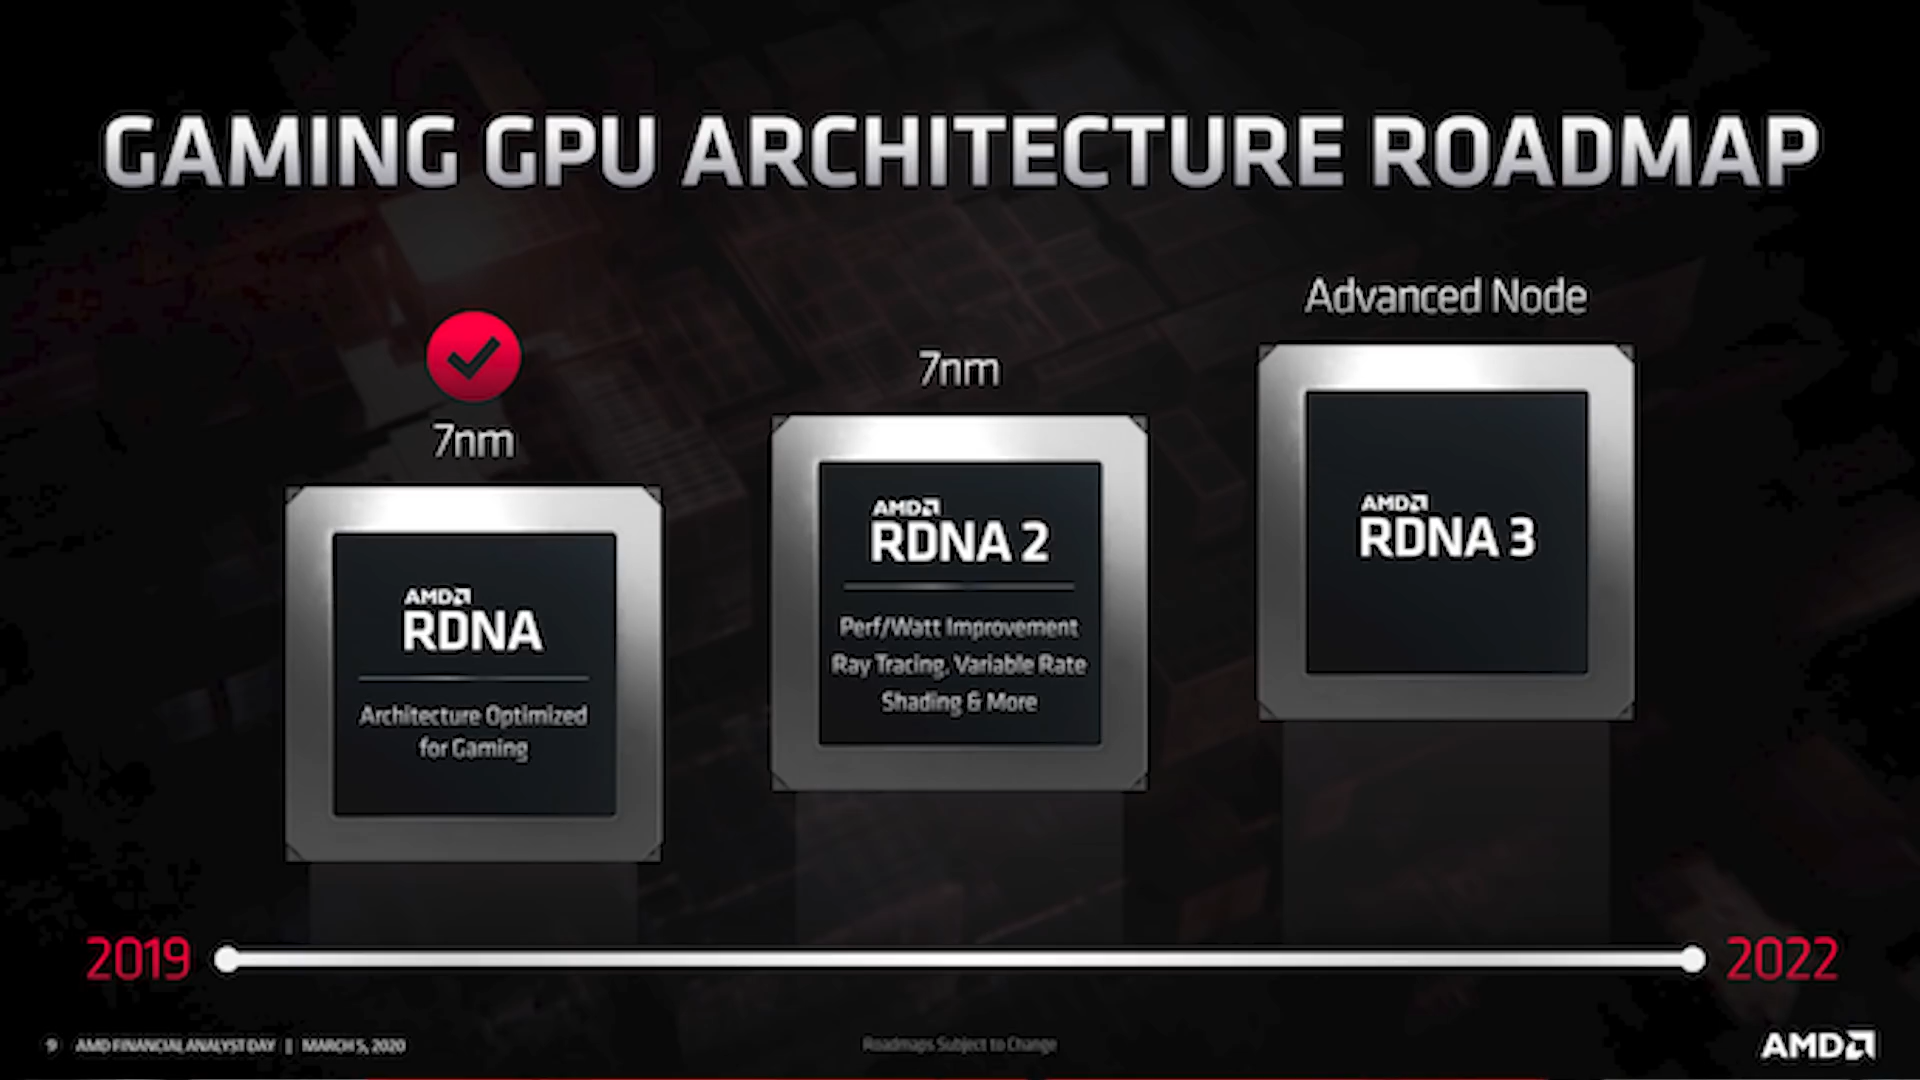 GAMING GPU ARCHITECTURE ROADMAP
7nm
AMD
RDNA
Architecture Optimized
for Gaming
7nm
AMD
RDNA 2
Perf/Watt Improvement
Ray Tracing, Variable Rate
Shading & More
Advanced Node
AMD
RDNA 3
2019
2022
9 AMD FINANCIAL ANALYST DAY | MARCH 5, 2020
Roadmaps Subject to Change
AMD